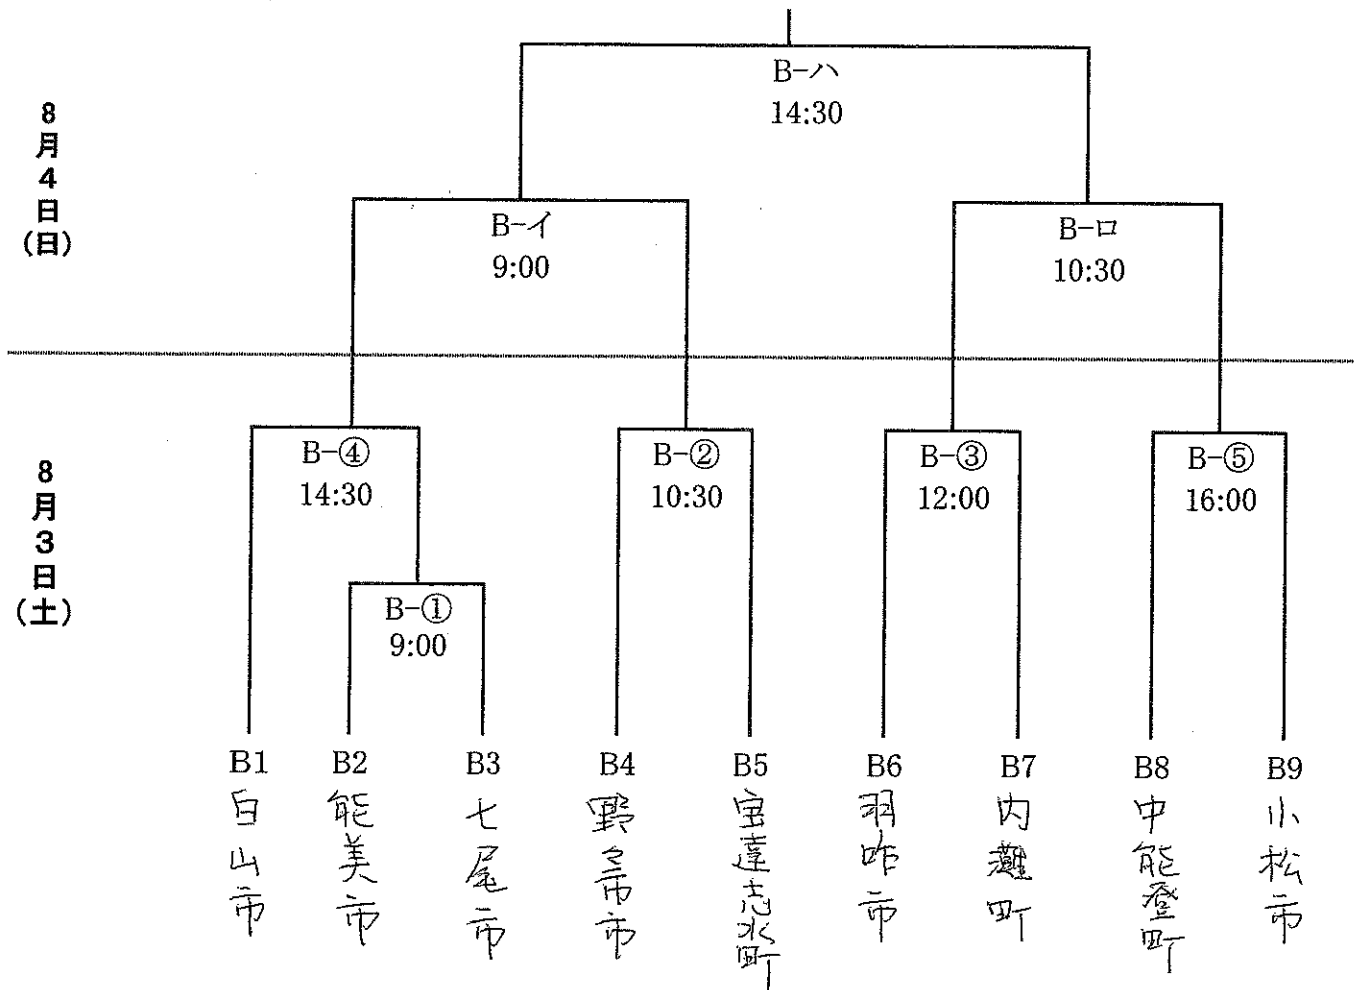 B-ハ
14:30
8月4日(日)
B-イ
9:00
B-ロ
10:30
8月3日(土)
B-④
14:30
B-②
10:30
B-③
12:00
B-⑤
16:00
B-①
9:00
B1
B2
B3
B4
B5
B6
B7
B8
B9
白山市
能美市
七尾市
野々市市
宝達志水町
羽咋市
内灘町
中能登町
小松市